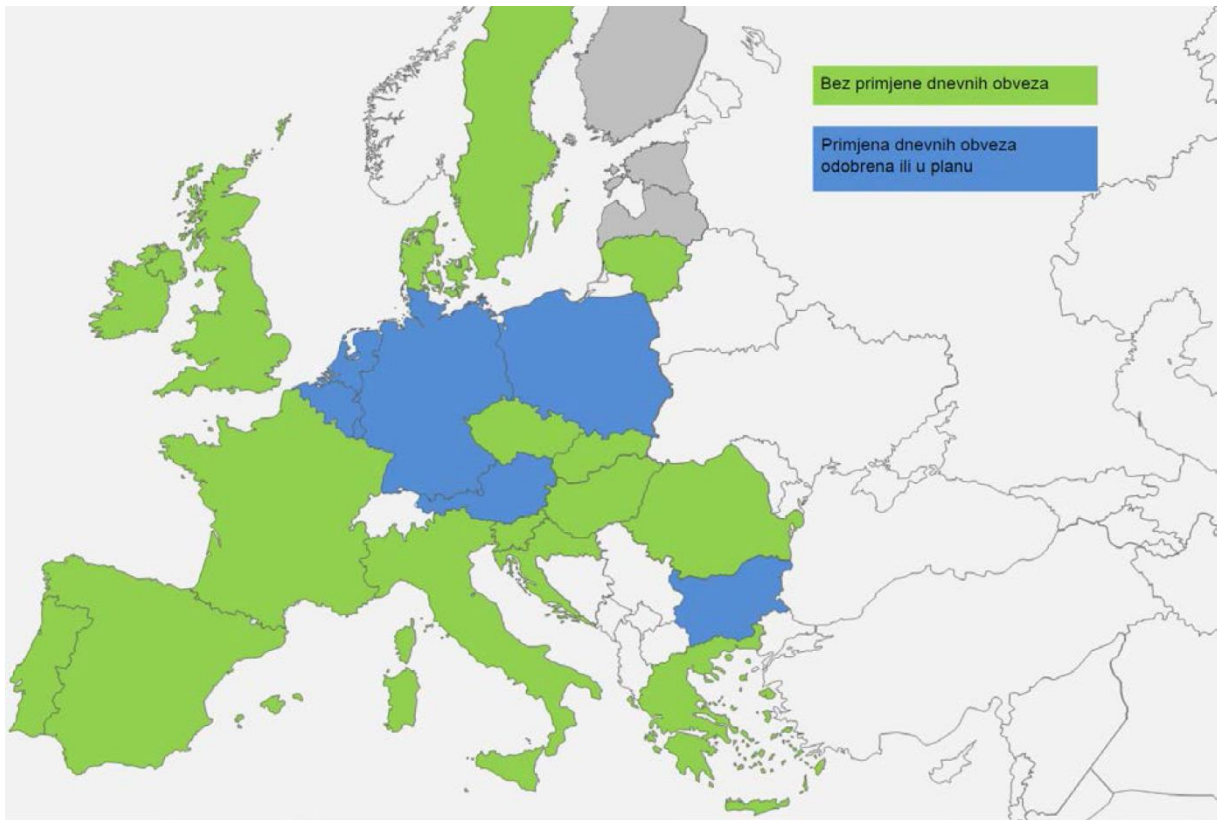 Bez primjene dnevnih obveza
Primjena dnevnih obveza
odobrena ili u planu